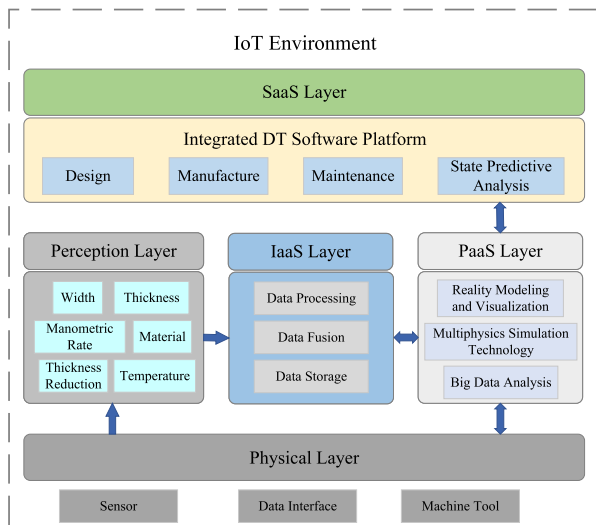 IoT Environment
SaaS Layer
Integrated DT Software Platform
Design
Manufacture
Maintenance
State Predictive
Analysis
Perception Layer
IaaS Layer
PaaS Layer
Width
Thickness
Manometric
Rate
Material
Thickness
Reduction
Temperature
Data Processing
Data Fusion
Data Storage
Reality Modeling
and Visualization
Multiphysics Simulation
Technology
Big Data Analysis
Physical Layer
Sensor
Data Interface
Machine Tool